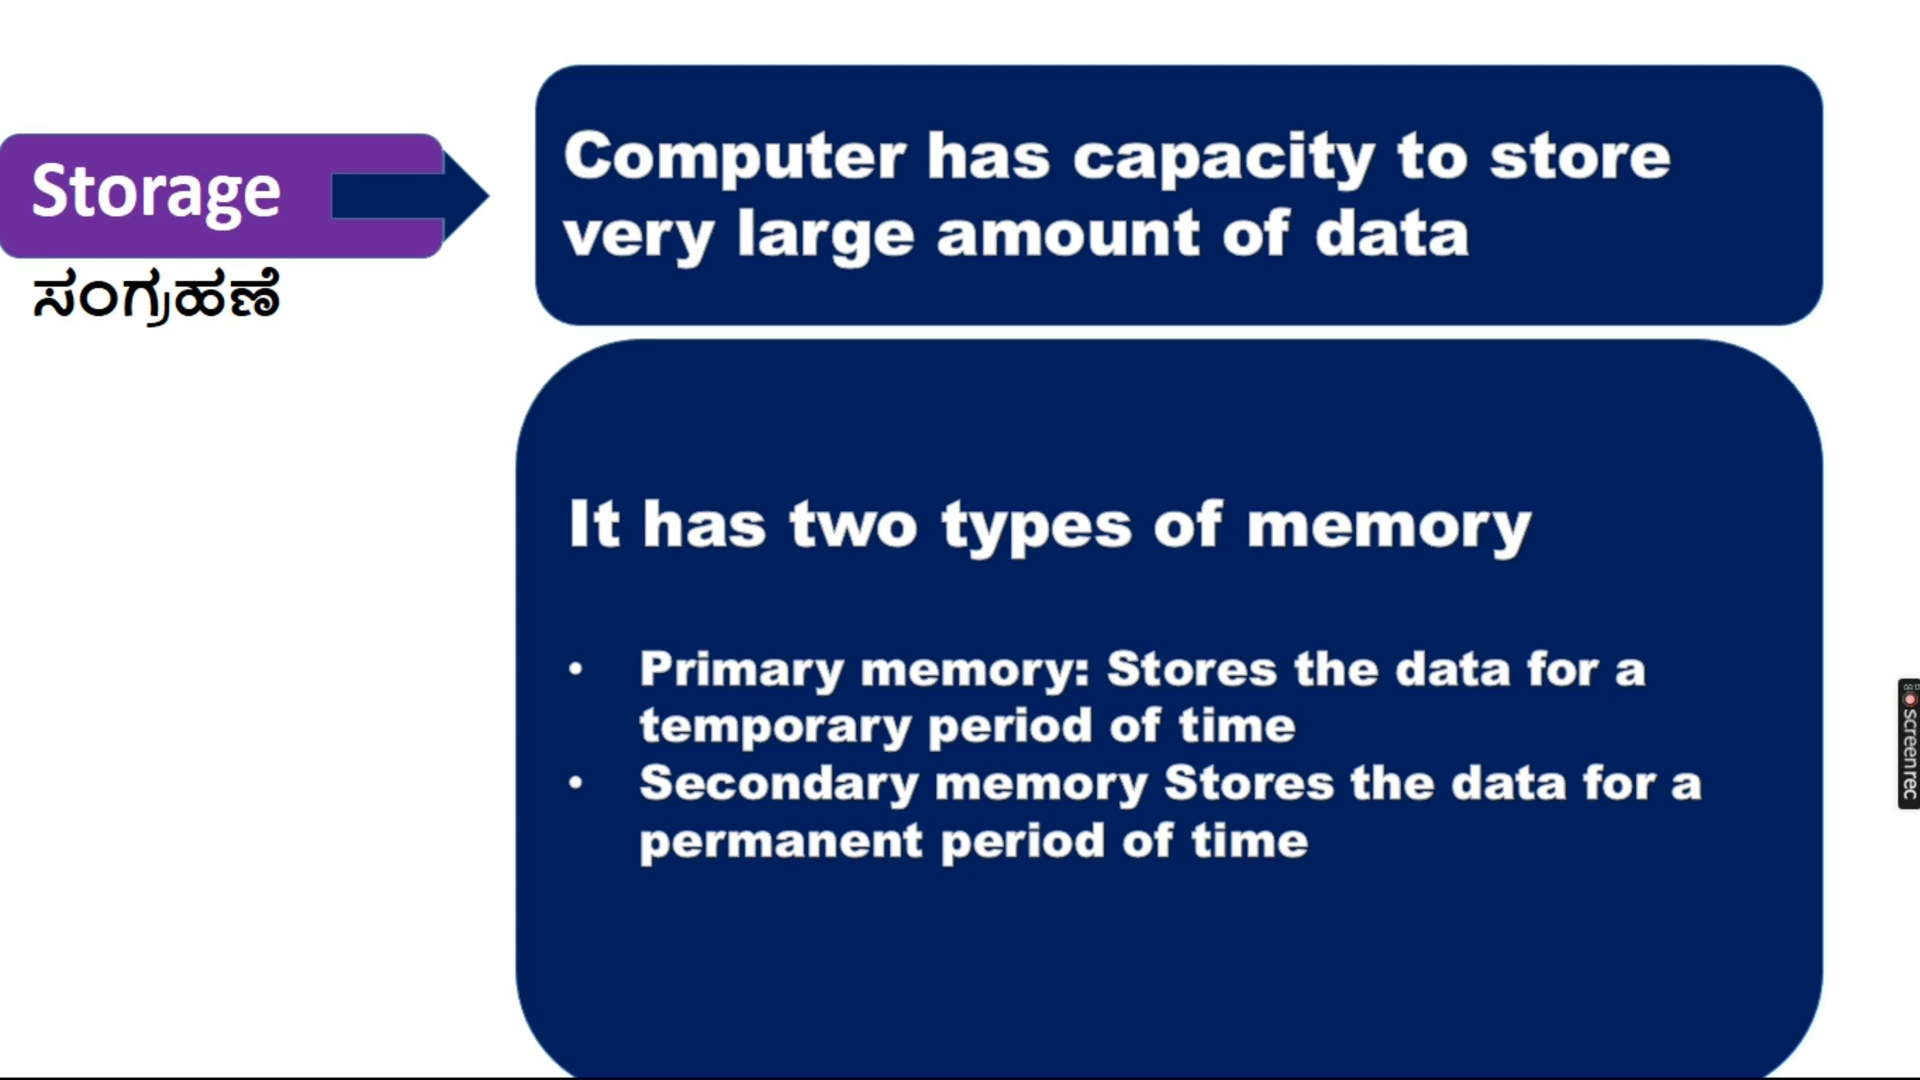 Storage
ಸಂಗ್ರಹಣೆ
Computer has capacity to store
very large amount of data
It has two types of memory
• Primary memory: Stores the data for a
temporary period of time
• Secondary memory Stores the data for a
permanent period of time
screenrec